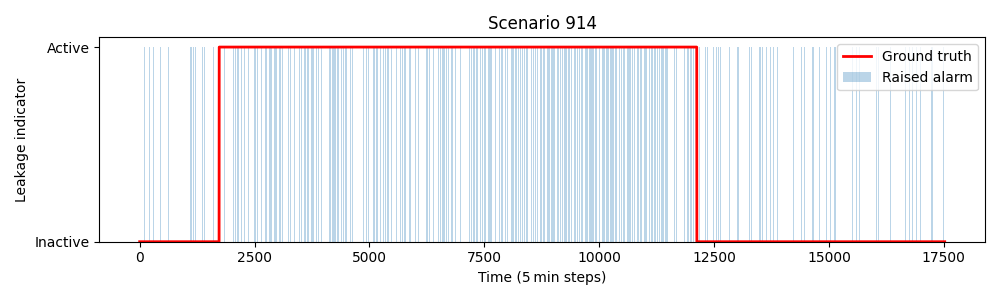 Scenario 914
Active
Inactive
Leakage indicator
Ground truth
Raised alarm
0 2500 5000 7500 10000 12500 15000 17500
Time (5 min steps)